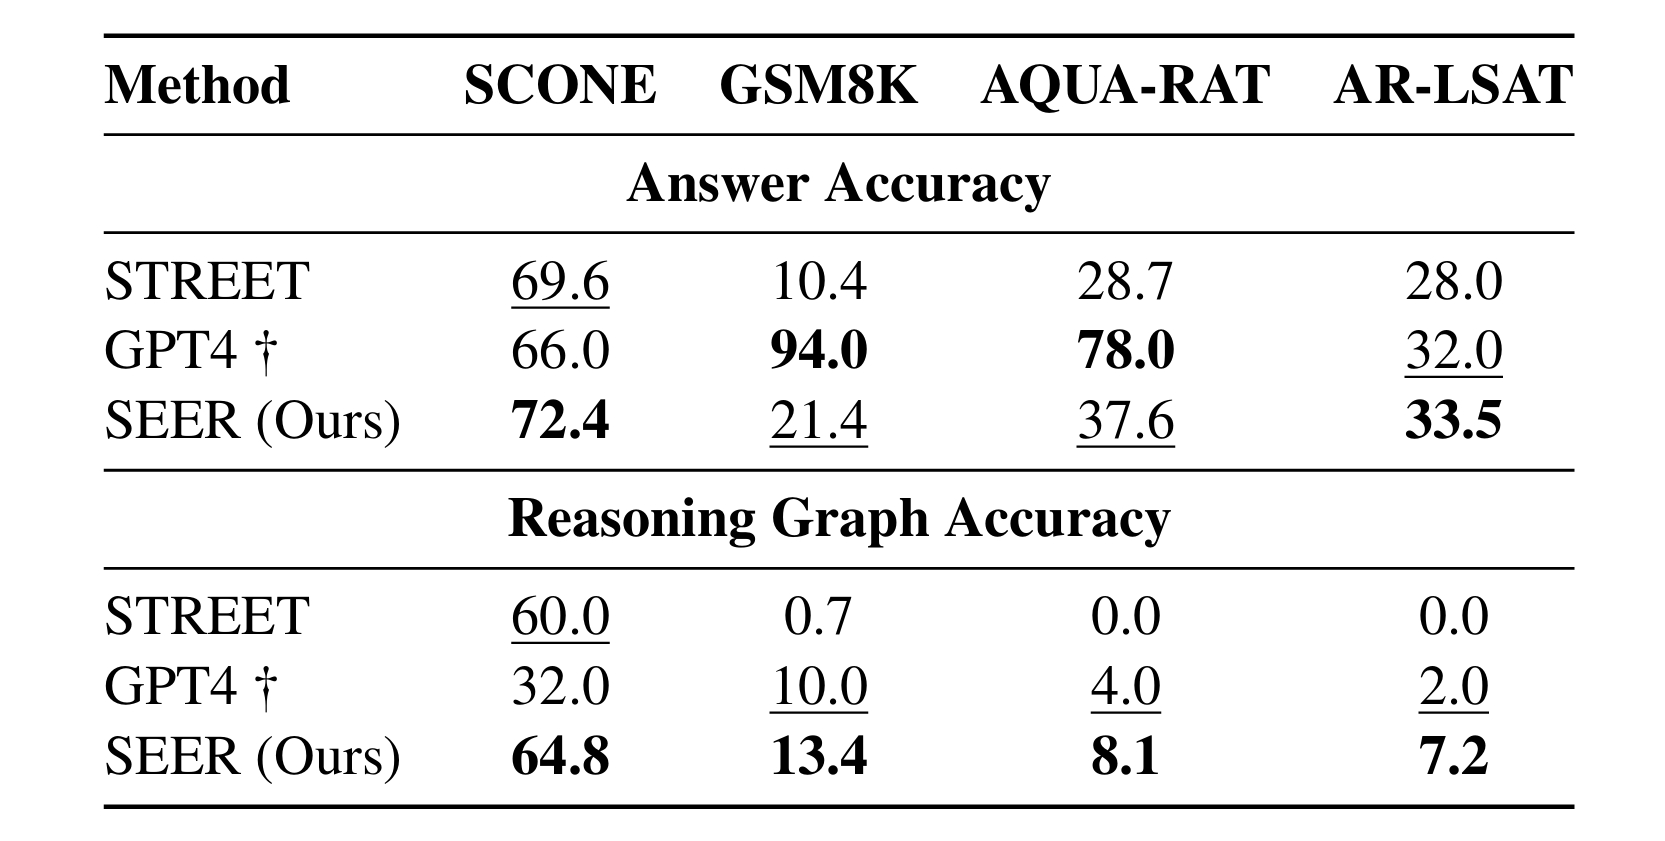 Method SCONE GSM8K AQUA-RAT AR-LSAT
Answer Accuracy
STREET 69.6 10.4 28.7 28.0
GPT4 † 66.0 94.0 78.0 32.0
SEER (Ours) 72.4 21.4 37.6 33.5
Reasoning Graph Accuracy
STREET 60.0 0.7 0.0 0.0
GPT4 † 32.0 10.0 4.0 2.0
SEER (Ours) 64.8 13.4 8.1 7.2